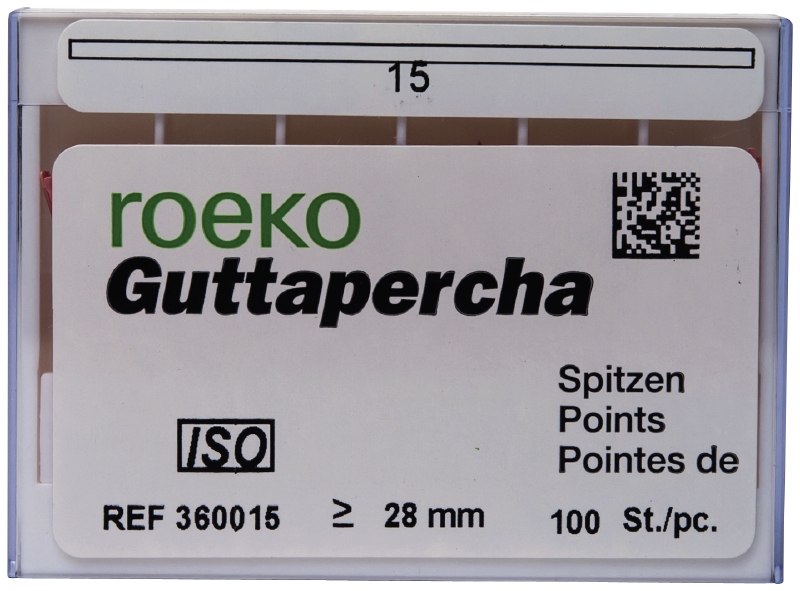 15
roeko
Guttapercha
Spitzen
Points
Pointes de
ISO
REF 360015 ≥ 28 mm 100 St./pc.